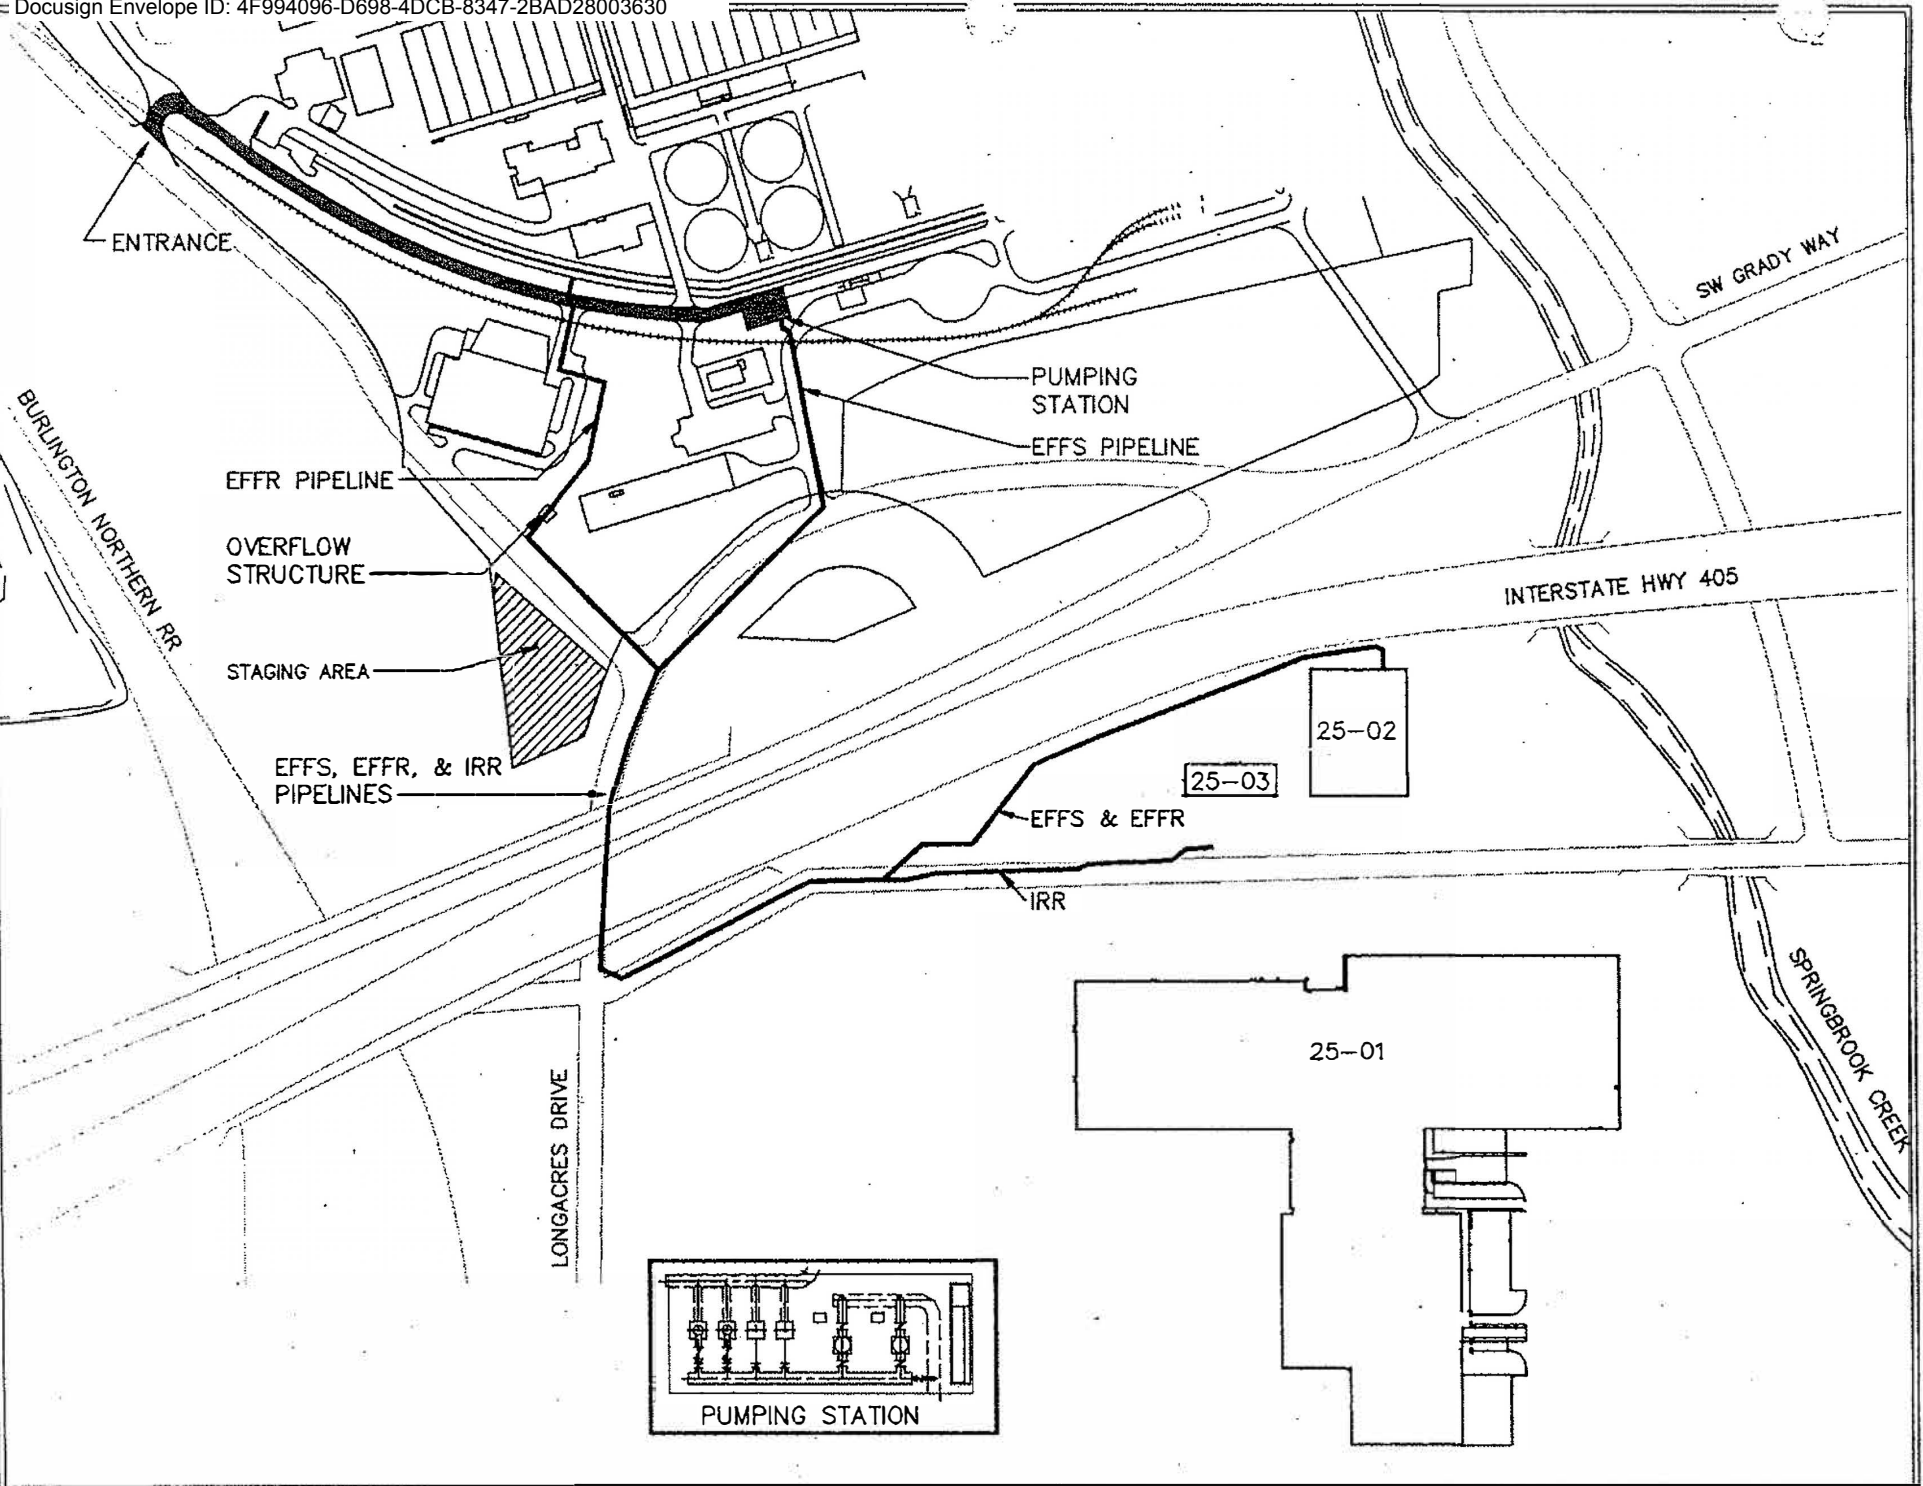 Docusign Envelope ID: 4F994096-D698-4DCB-8347-2BAD28003630
ENTRANCE
SW GRADY WAY
PUMPING
STATION
EFFS PIPELINE
BURLINGTON NORTHERN RR
EFFR PIPELINE
OVERFLOW
STRUCTURE
INTERSTATE HWY 405
STAGING AREA
25-02
EFFS, EFFR, & IRR
PIPELINES
25-03
EFFS & EFFR
IRR
SPRINGBROOK CREEK
25-01
LONGACRES DRIVE
PUMPING STATION